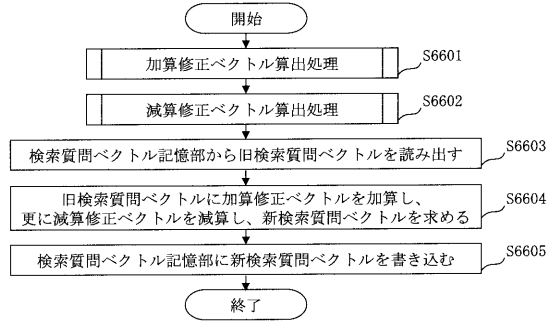 開始
加算修正ベクトル算出処理
S6601
減算修正ベクトル算出処理
S6602
検索質問ベクトル記憶部から旧検索質問ベクトルを読み出す
S6603
旧検索質問ベクトルに加算修正ベクトルを加算し、
更に減算修正ベクトルを減算し、新検索質問ベクトルを求める
S6604
検索質問ベクトル記憶部に新検索質問ベクトルを書き込む
S6605
終了